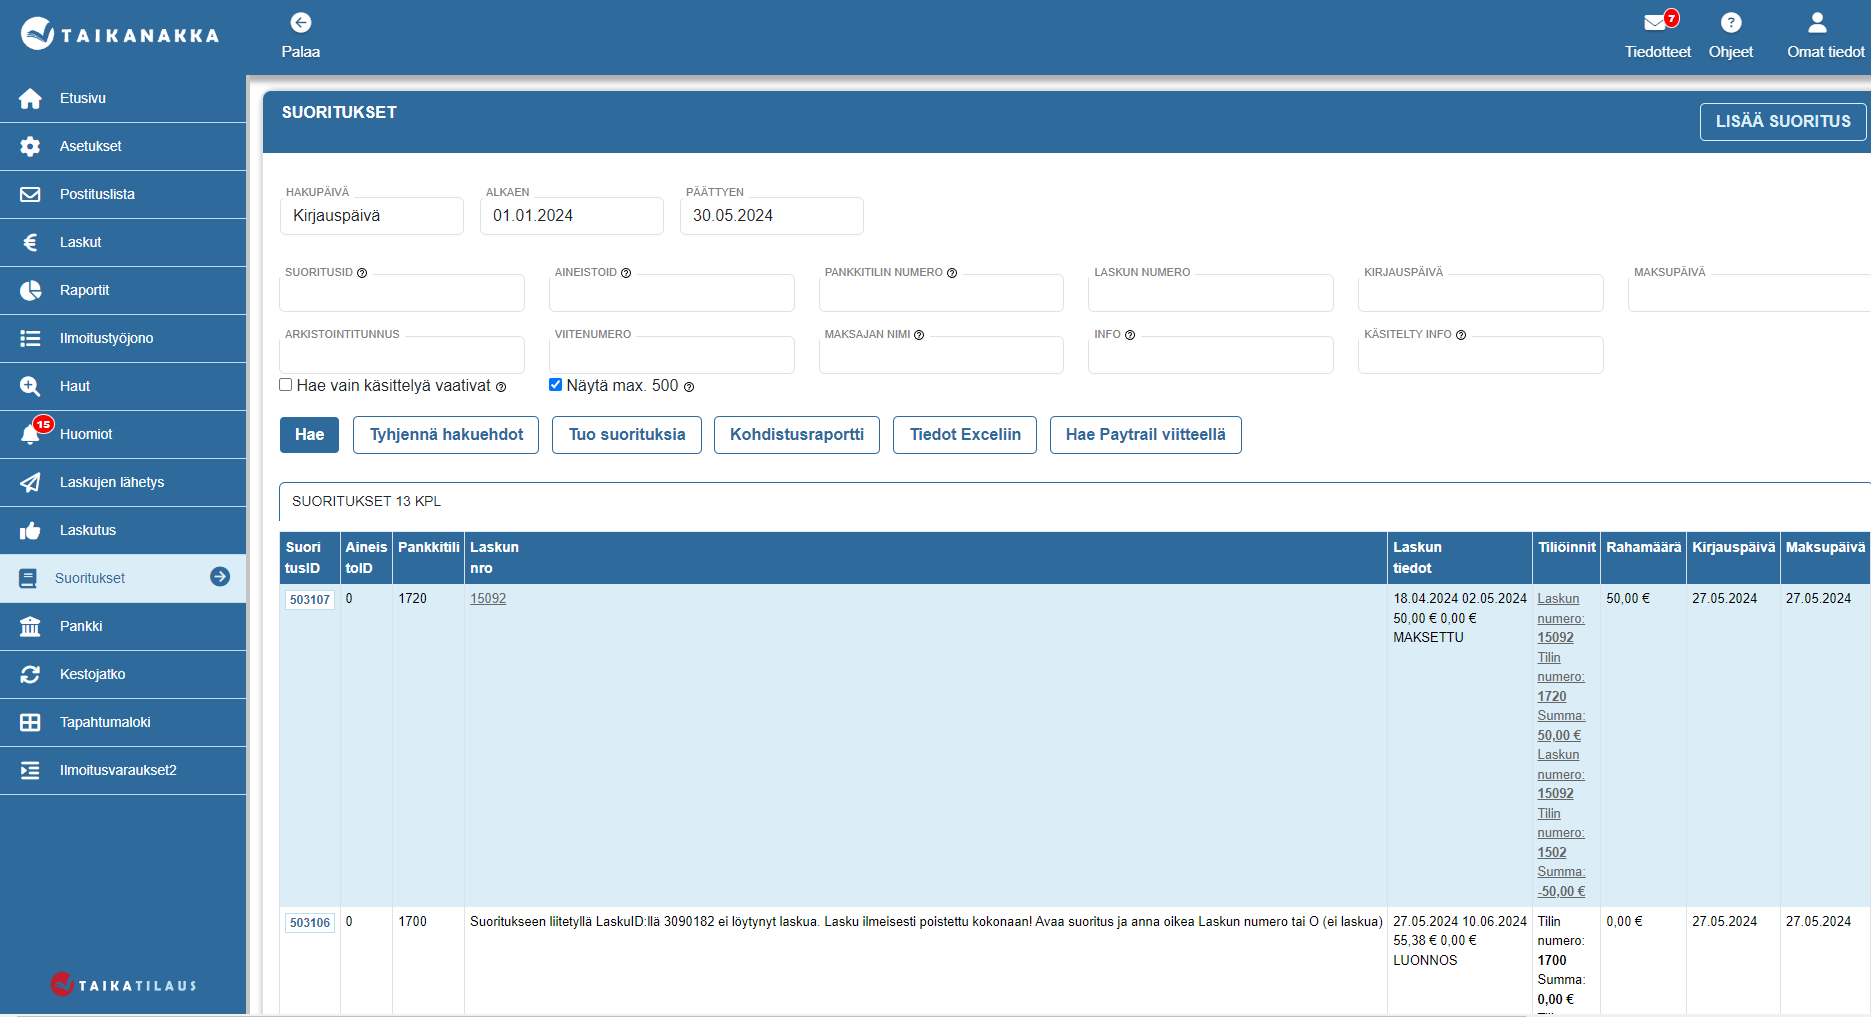 TAIKANAKKA
Palaa
7
Tiedotteet
Ohjeet
Omat tiedot
Etusivu
Asetukset
Postituslista
Laskut
Raportit
Ilmoitustyöjono
Haut
15
Huomiot
Laskujen lähetys
Laskutus
Suoritukset
Pankki
Kestojatko
Tapahtumaloki
Ilmoitusvaraukset2
TAIKATILAUS
SUORITUKSET
LISÄÄ SUORITUS
HAKUPÄIVÄ
ALKAEN
PÄÄTTYEN
Kirjauspäivä
01.01.2024
30.05.2024
SUORITUSID
AINEISTOID
PANKKITILIN NUMERO
LASKUN NUMERO
KIRJAUSPÄIVÄ
MAKSUPÄIVÄ
ARKISTOINTITUNNUS
VIITENUMERO
MAKSAJAN NIMI
INFO
KÄSITELTY INFO
Hae vain käsittelyä vaativat
Näytä max. 500
Hae
Tyhjennä hakuehdot
Tuo suorituksia
Kohdistusraportti
Tiedot Exceliin
Hae Paytrail viitteellä
SUORITUKSET 13 KPL
Suori
tusID
Aineis
toID
Pankkitili
Laskun
nro
Laskun
tiedot
Tiliöinnit
Rahamäärä
Kirjauspäivä
Maksupäivä
503107
0
1720
15092
18.04.2024 02.05.2024
50,00 € 0,00 €
MAKSETTU
Laskun
numero:
15092
Tilin
numero:
1720
Summa:
50,00 €
Laskun
numero:
15092
Tilin
numero:
1502
Summa:
-50,00 €
50,00 €
27.05.2024
27.05.2024
503106
0
1700
Suoritukseen liitetyllä LaskuID:llä 3090182 ei löytynyt laskua. Lasku ilmeisesti poistettu kokonaan! Avaa suoritus ja anna oikea Laskun numero tai O (ei laskua)
27.05.2024 10.06.2024
55,38 € 0,00 €
LUONNOS
Tilin
numero:
1700
Summa:
0,00 €
0,00 €
27.05.2024
27.05.2024